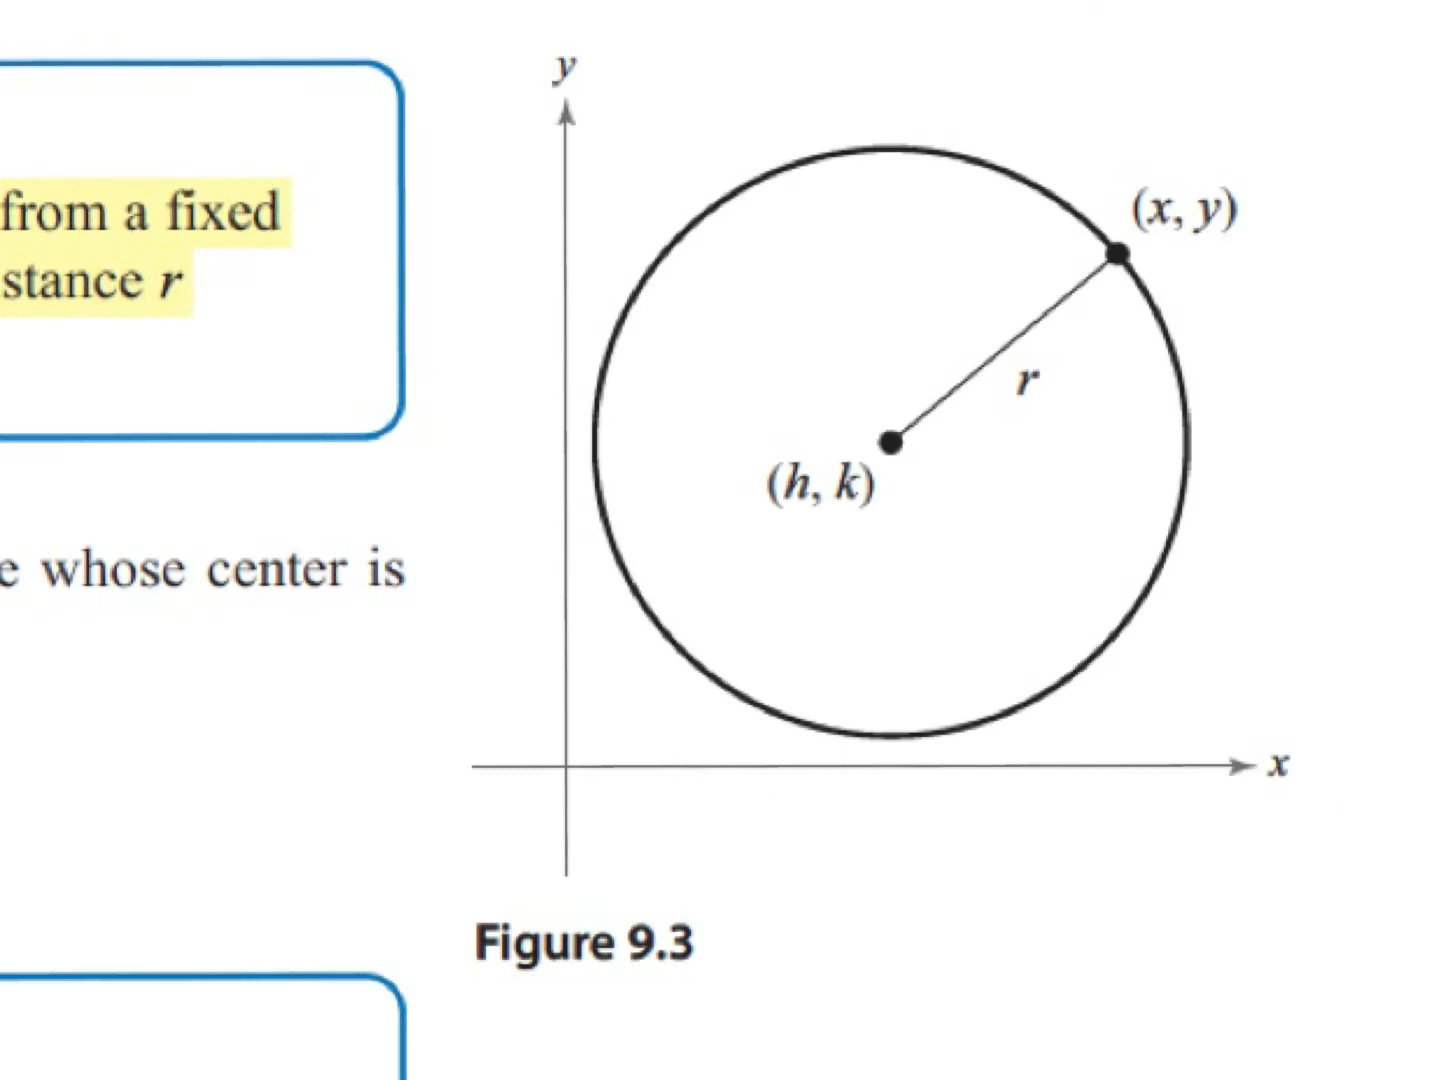 from a fixed
stance r
e whose center is
y
(x, y)
r
(h, k)
x
Figure 9.3